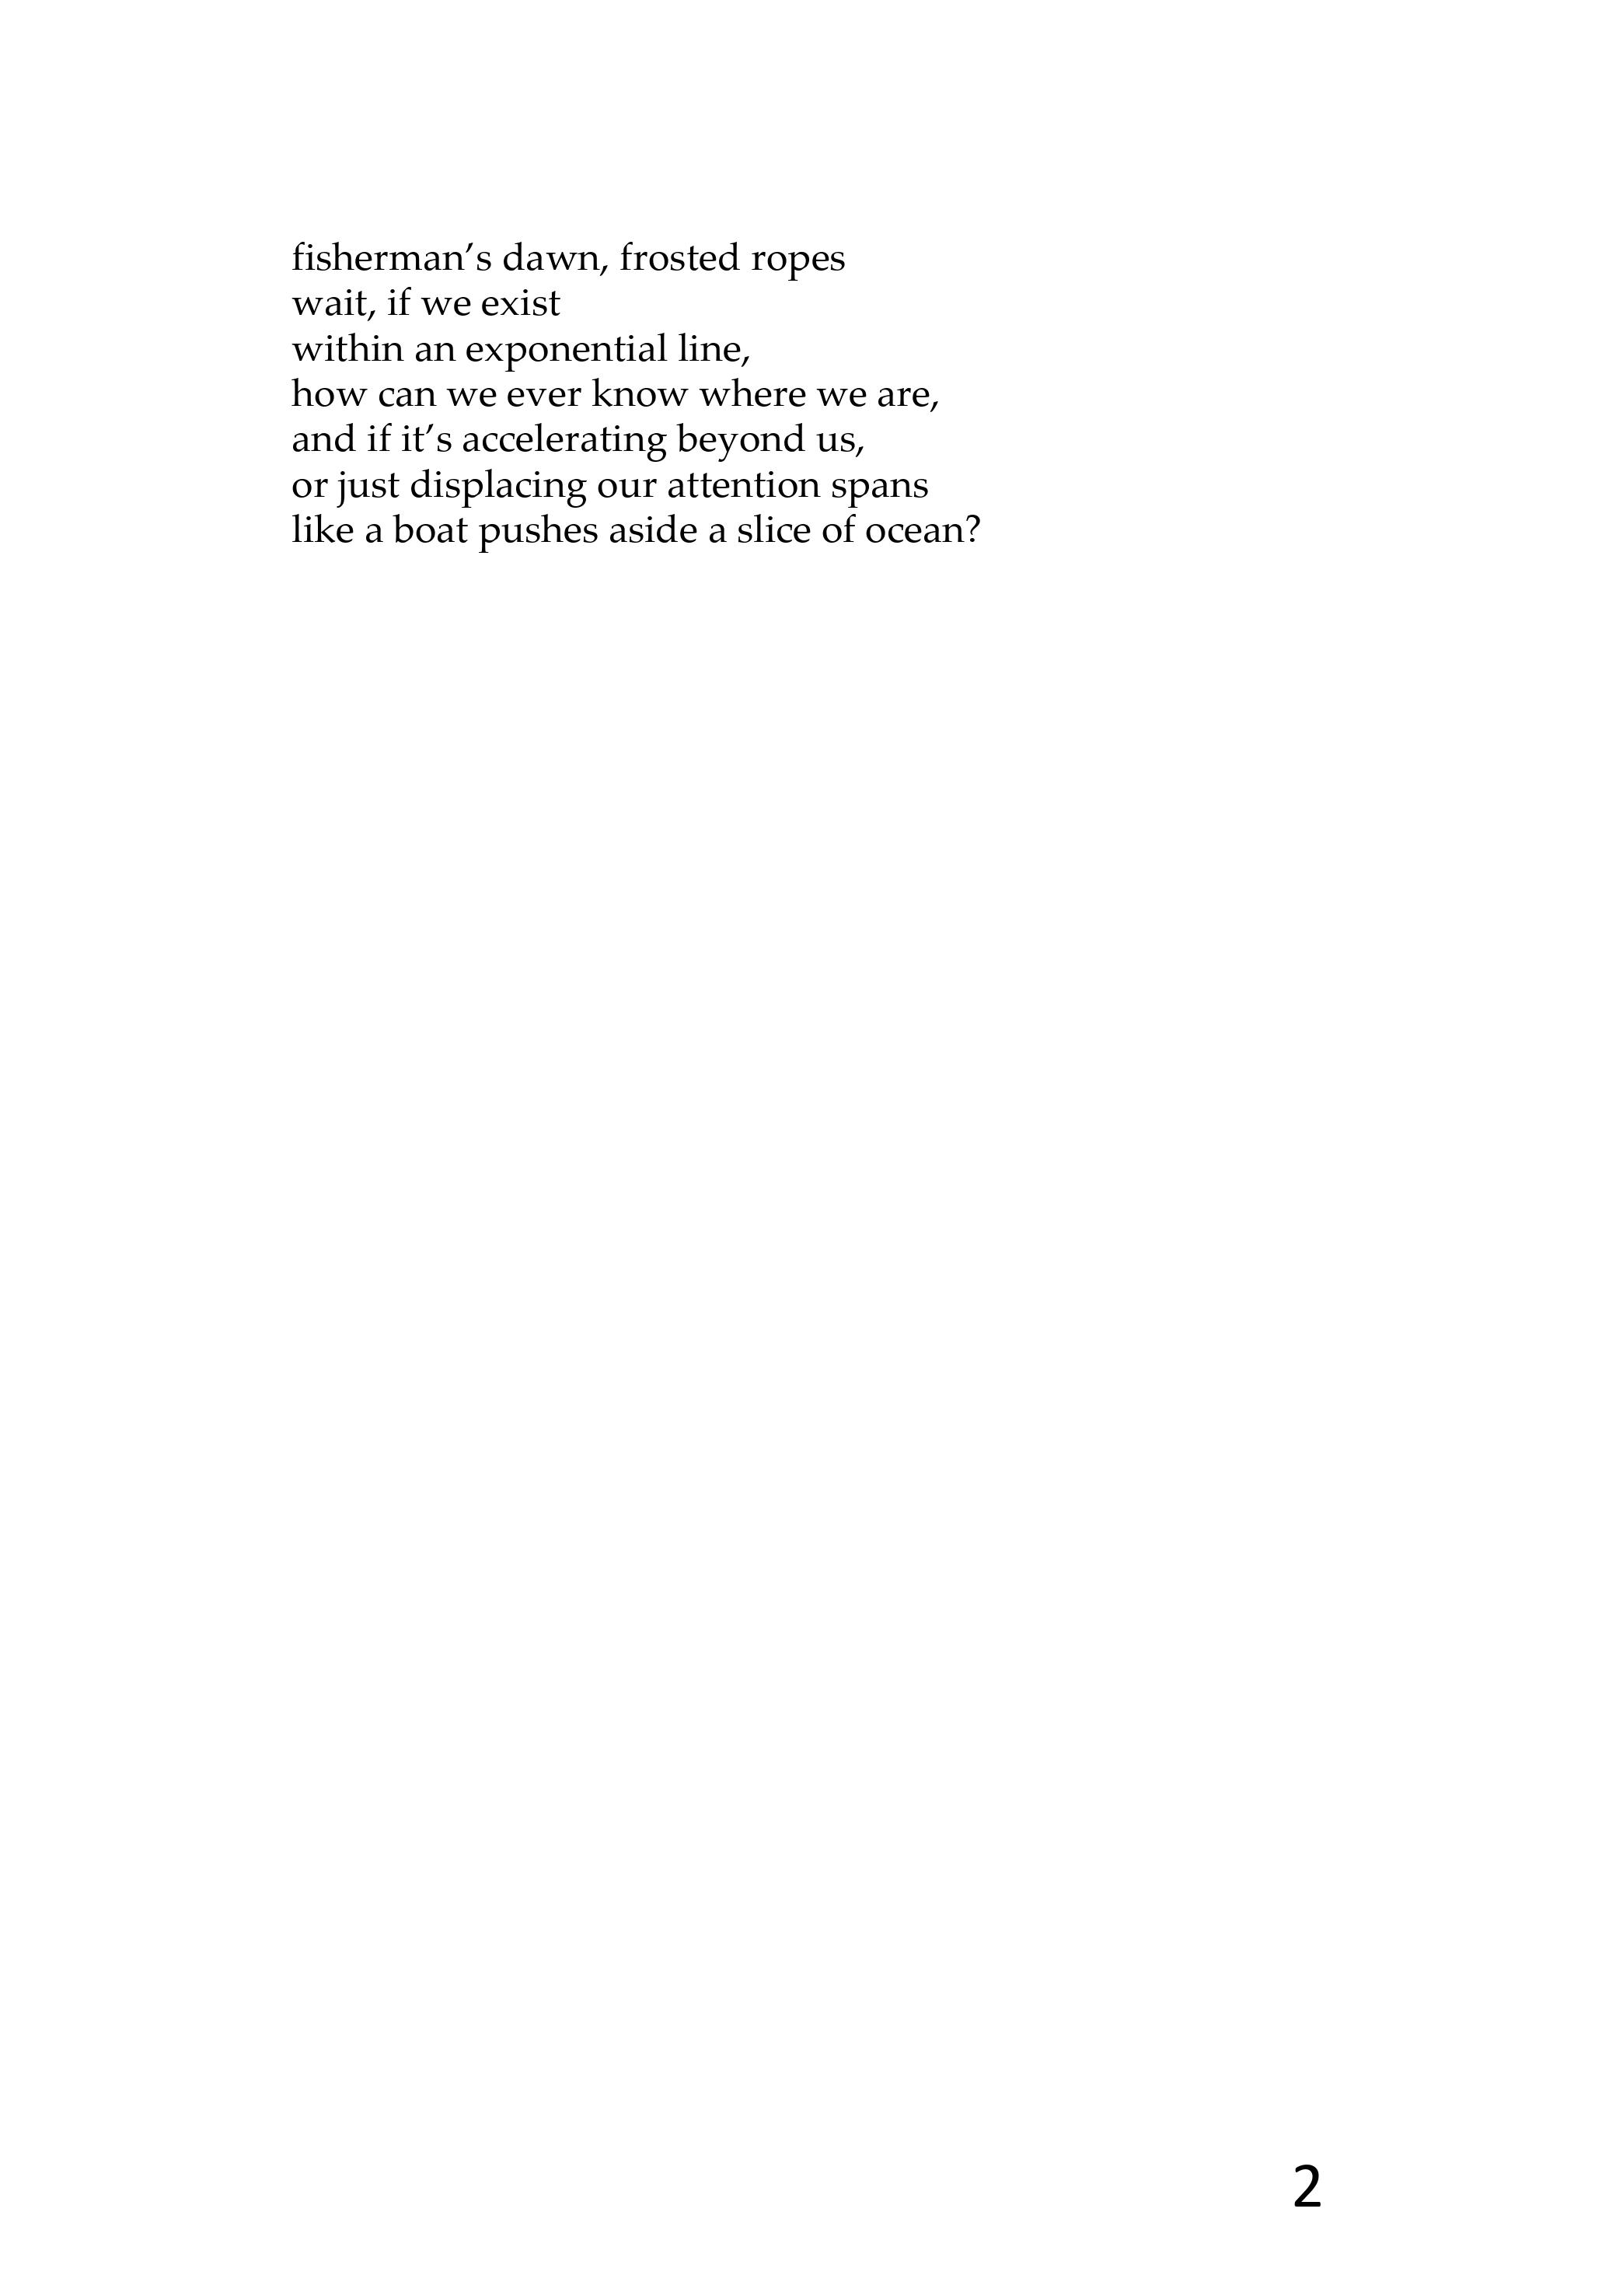 fisherman’s dawn, frosted ropes
wait, if we exist
within an exponential line,
how can we ever know where we are,
and if it’s accelerating beyond us,
or just displacing our attention spans
like a boat pushes aside a slice of ocean?
2